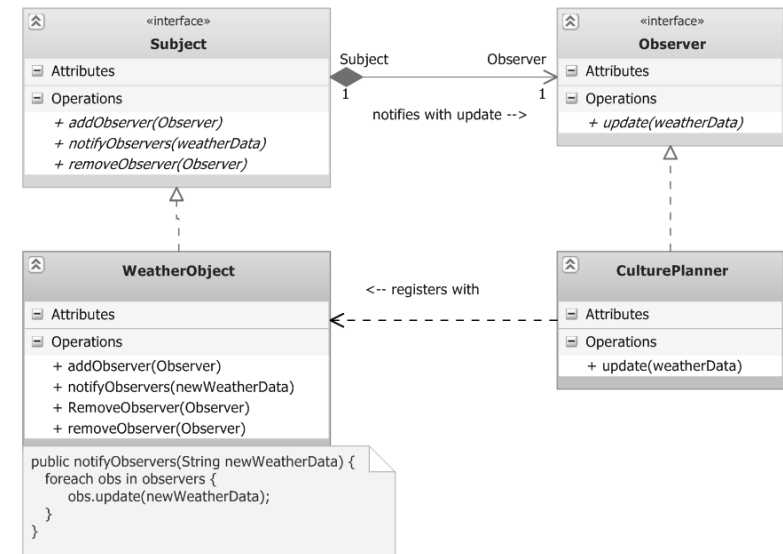 «interface»
Subject
Attributes
Operations
+ addObserver(Observer)
+ notifyObservers(weatherData)
+ removeObserver(Observer)
Subject
Observer
1
1
notifies with update -->
«interface»
Observer
Attributes
Operations
+ update(weatherData)
WeatherObject
Attributes
Operations
+ addObserver(Observer)
+ notifyObservers(newWeatherData)
+ RemoveObserver(Observer)
+ removeObserver(Observer)
<-- registers with
CulturePlanner
Attributes
Operations
+ update(weatherData)
public notifyObservers(String newWeatherData) {
foreach obs in observers {
obs.update(newWeatherData);
}
}